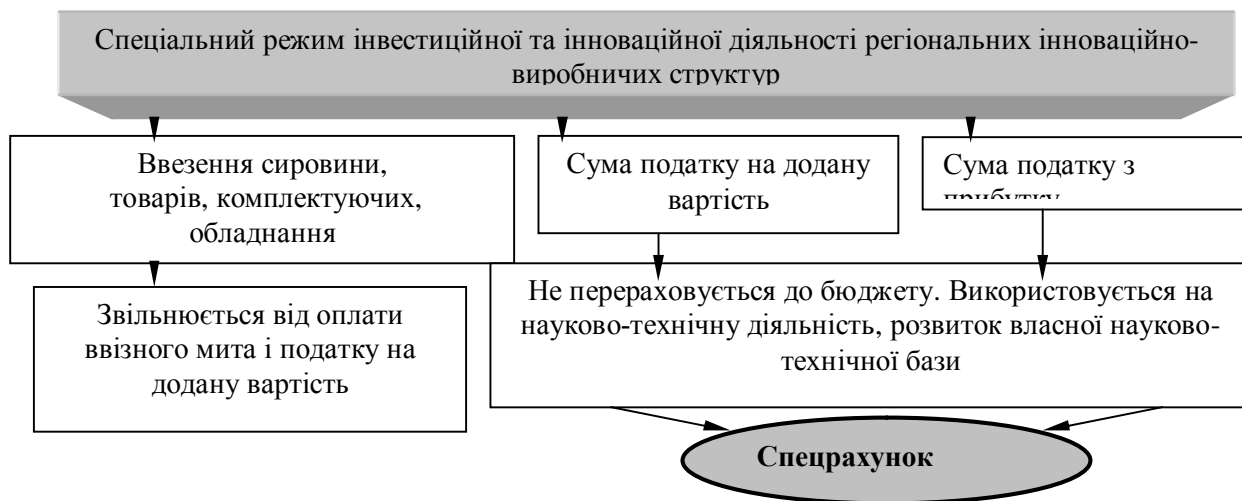 Спеціальний режим інвестиційної та інноваційної діяльності регіональних інноваційно-
виробничих структур
Ввезення сировини,
товарів, комплектуючих,
обладнання
Сума податку на додану
вартість
Сума податку з
прибутку
Звільнюється від оплати
ввізного мита і податку на
додану вартість
Не перераховується до бюджету. Використовується на
науково-технічну діяльність, розвиток власної науково-
технічної бази
Спецрахунок